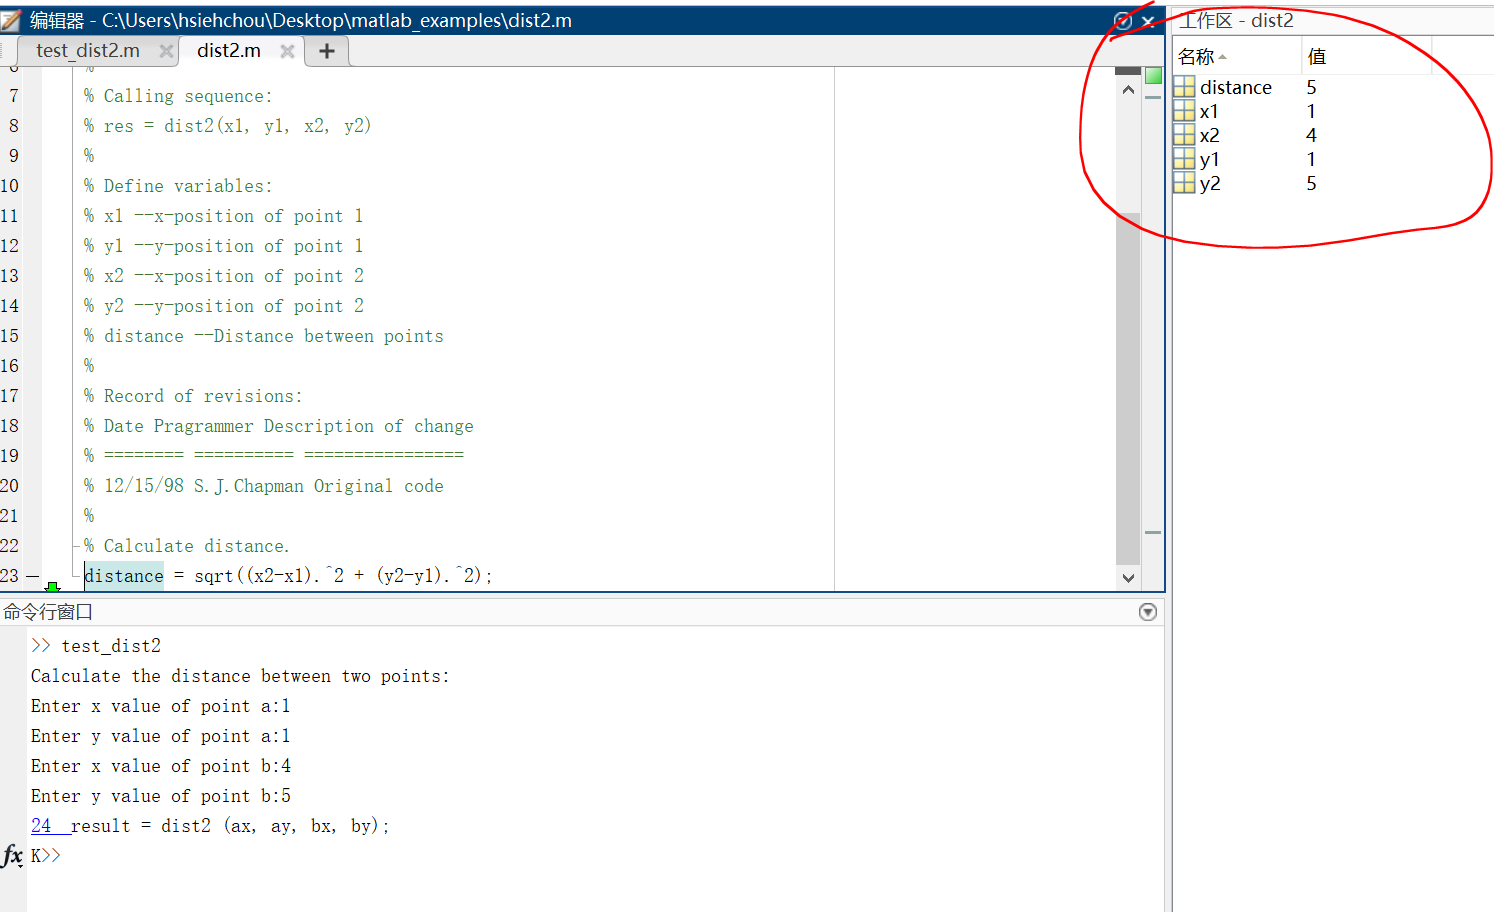 编辑器 - C:\Users\hsiehchou\Desktop\matlab_examples\dist2.m
test_dist2.m dist2.m
%
7 % Calling sequence:
8 % res = dist2(x1, y1, x2, y2)
9 %
10 % Define variables:
11 % x1 --x-position of point 1
12 % y1 --y-position of point 1
13 % x2 --x-position of point 2
14 % y2 --y-position of point 2
15 % distance --Distance between points
16 %
17 % Record of revisions:
18 % Date Pragrammer Description of change
19 % ======== ========== ================
20 % 12/15/98 S.J.Chapman Original code
21 %
22 % Calculate distance.
23 distance = sqrt((x2-x1).^2 + (y2-y1).^2);
命令行窗口
>> test_dist2
Calculate the distance between two points:
Enter x value of point a:1
Enter y value of point a:1
Enter x value of point b:4
Enter y value of point b:5
24 result = dist2 (ax, ay, bx, by);
fx K>>
工作区 - dist2
名称 值
distance 5
x1 1
x2 4
y1 1
y2 5